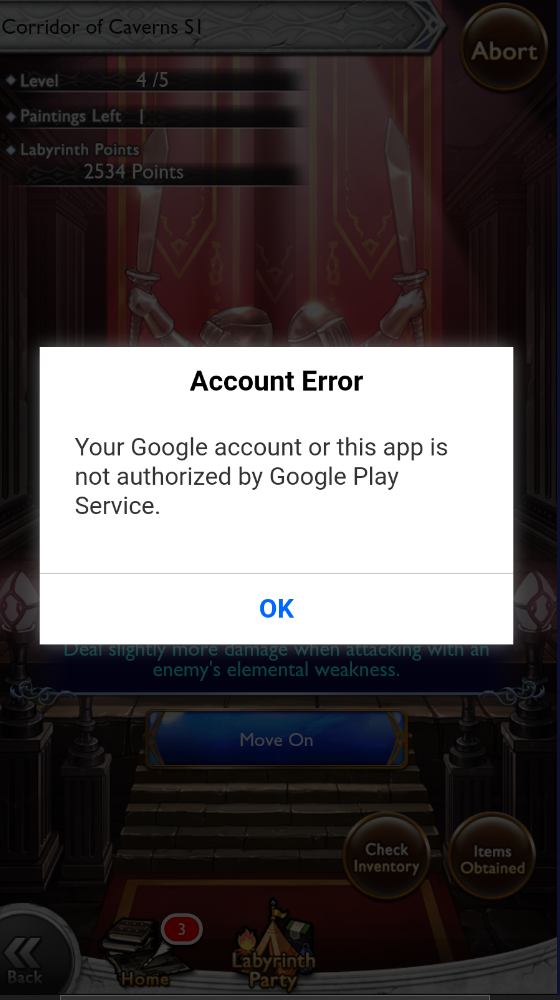 Corridor of Caverns S1
Abort
Level 4 /5
Paintings Left 1
Labyrinth Points
2534 Points
Account Error
Your Google account or this app is
not authorized by Google Play
Service.
OK
Deal slightly more damage when attacking with an
enemy's elemental weakness.
Move On
Check
Inventory
Items
Obtained
3
Back
Home
Labyrinth
Party